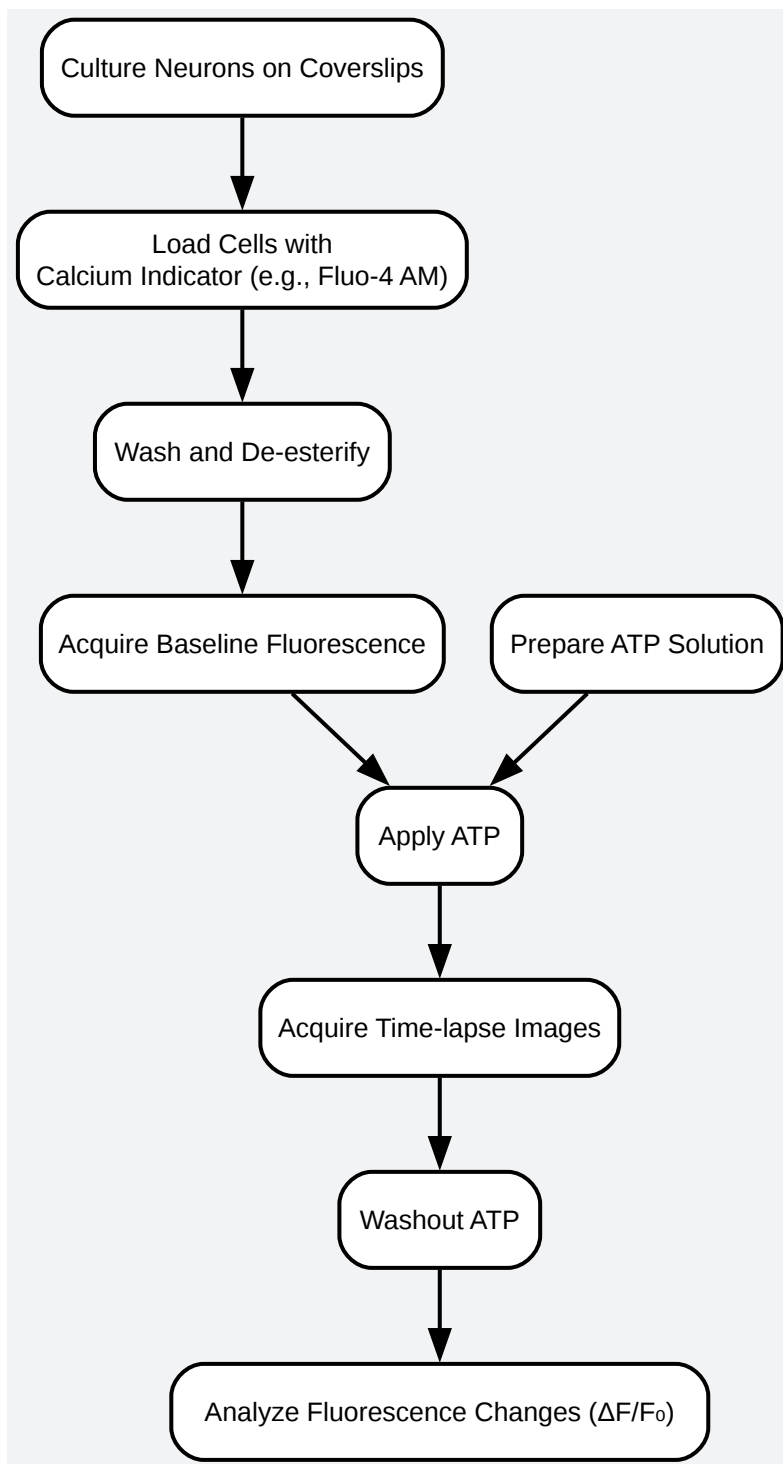 Culture Neurons on Coverslips
Load Cells with
Calcium Indicator (e.g., Fluo-4 AM)
Wash and De-esterify
Acquire Baseline Fluorescence
Prepare ATP Solution
Apply ATP
Acquire Time-lapse Images
Washout ATP
Analyze Fluorescence Changes (ΔF/F₀)